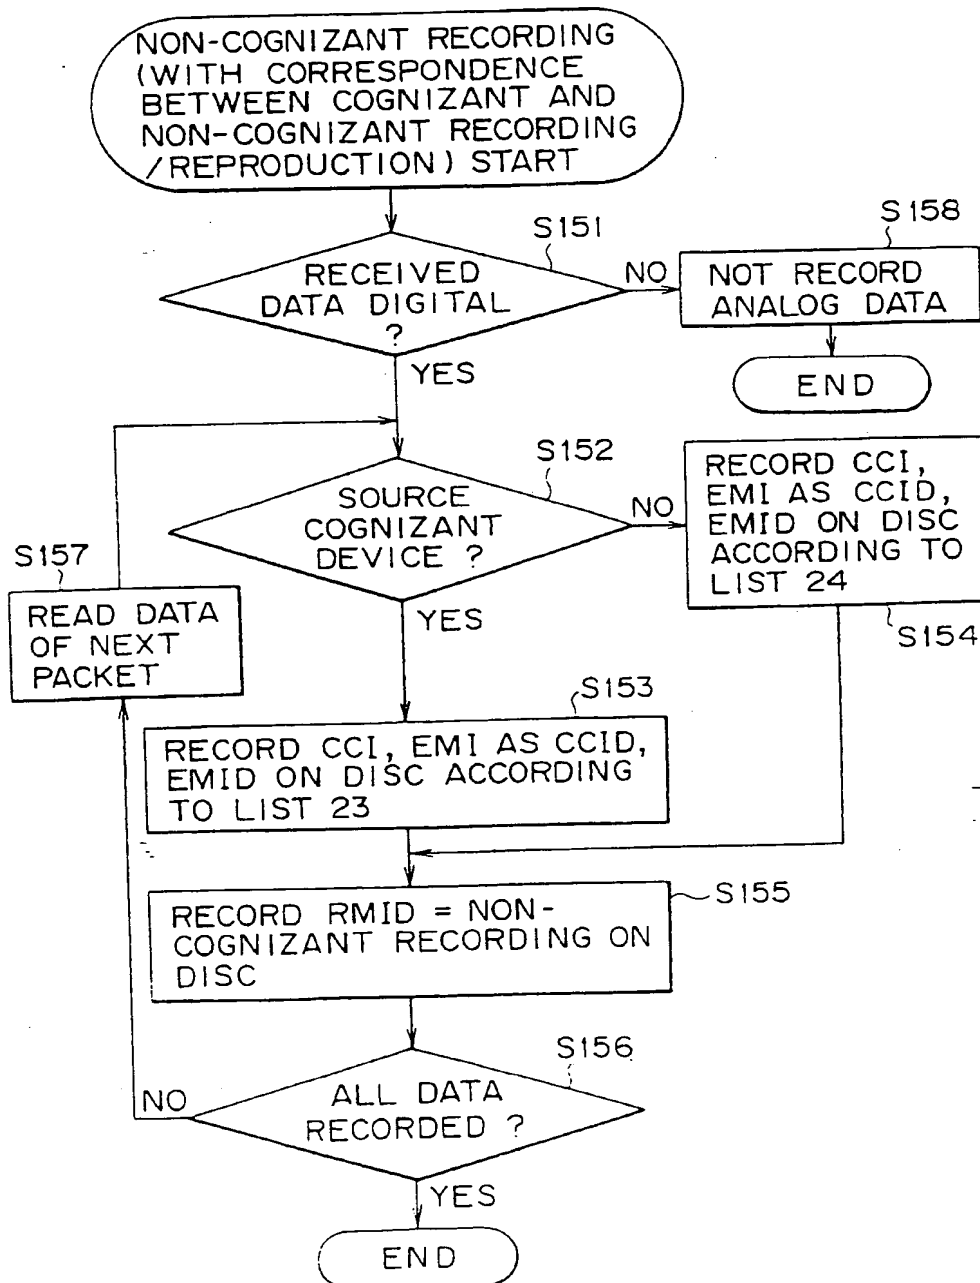 NON-COGNIZANT RECORDING
(WITH CORRESPONDENCE
BETWEEN COGNIZANT AND
NON-COGNIZANT RECORDING
/REPRODUCTION) START
S151
RECEIVED
DATA DIGITAL
?
NO
YES
S158
NOT RECORD
ANALOG DATA
END
S152
SOURCE
COGNIZANT
DEVICE ?
NO
YES
RECORD CCI,
EMI AS CCID,
EMID ON DISC
ACCORDING TO
LIST 24
S154
S157
READ DATA
OF NEXT
PACKET
S153
RECORD CCI, EMI AS CCID,
EMID ON DISC ACCORDING
TO LIST 23
S155
RECORD RMID = NON-
COGNIZANT RECORDING ON
DISC
S156
ALL DATA
RECORDED ?
NO
YES
END